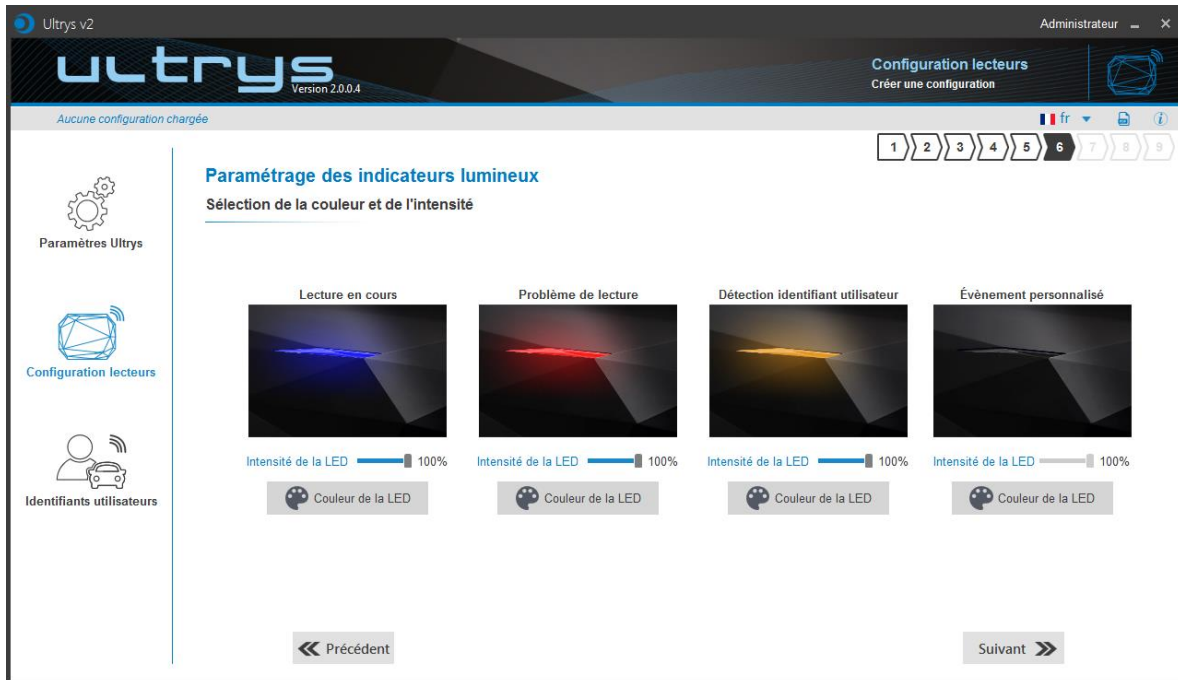 Ultrys v2
Administrateur
ultrys
Version 2.0.0.4
Configuration lecteurs
Créer une configuration
Aucune configuration chargée
fr
1 2 3 4 5 6 7 8 9
Paramétrage des indicateurs lumineux
Sélection de la couleur et de l'intensité
Paramètres Ultrys
Configuration lecteurs
Identifiants utilisateurs
Lecture en cours
Problème de lecture
Détection identifiant utilisateur
Évènement personnalisé
Intensité de la LED 100%
Intensité de la LED 100%
Intensité de la LED 100%
Intensité de la LED 100%
Couleur de la LED
Couleur de la LED
Couleur de la LED
Couleur de la LED
Précédent
Suivant